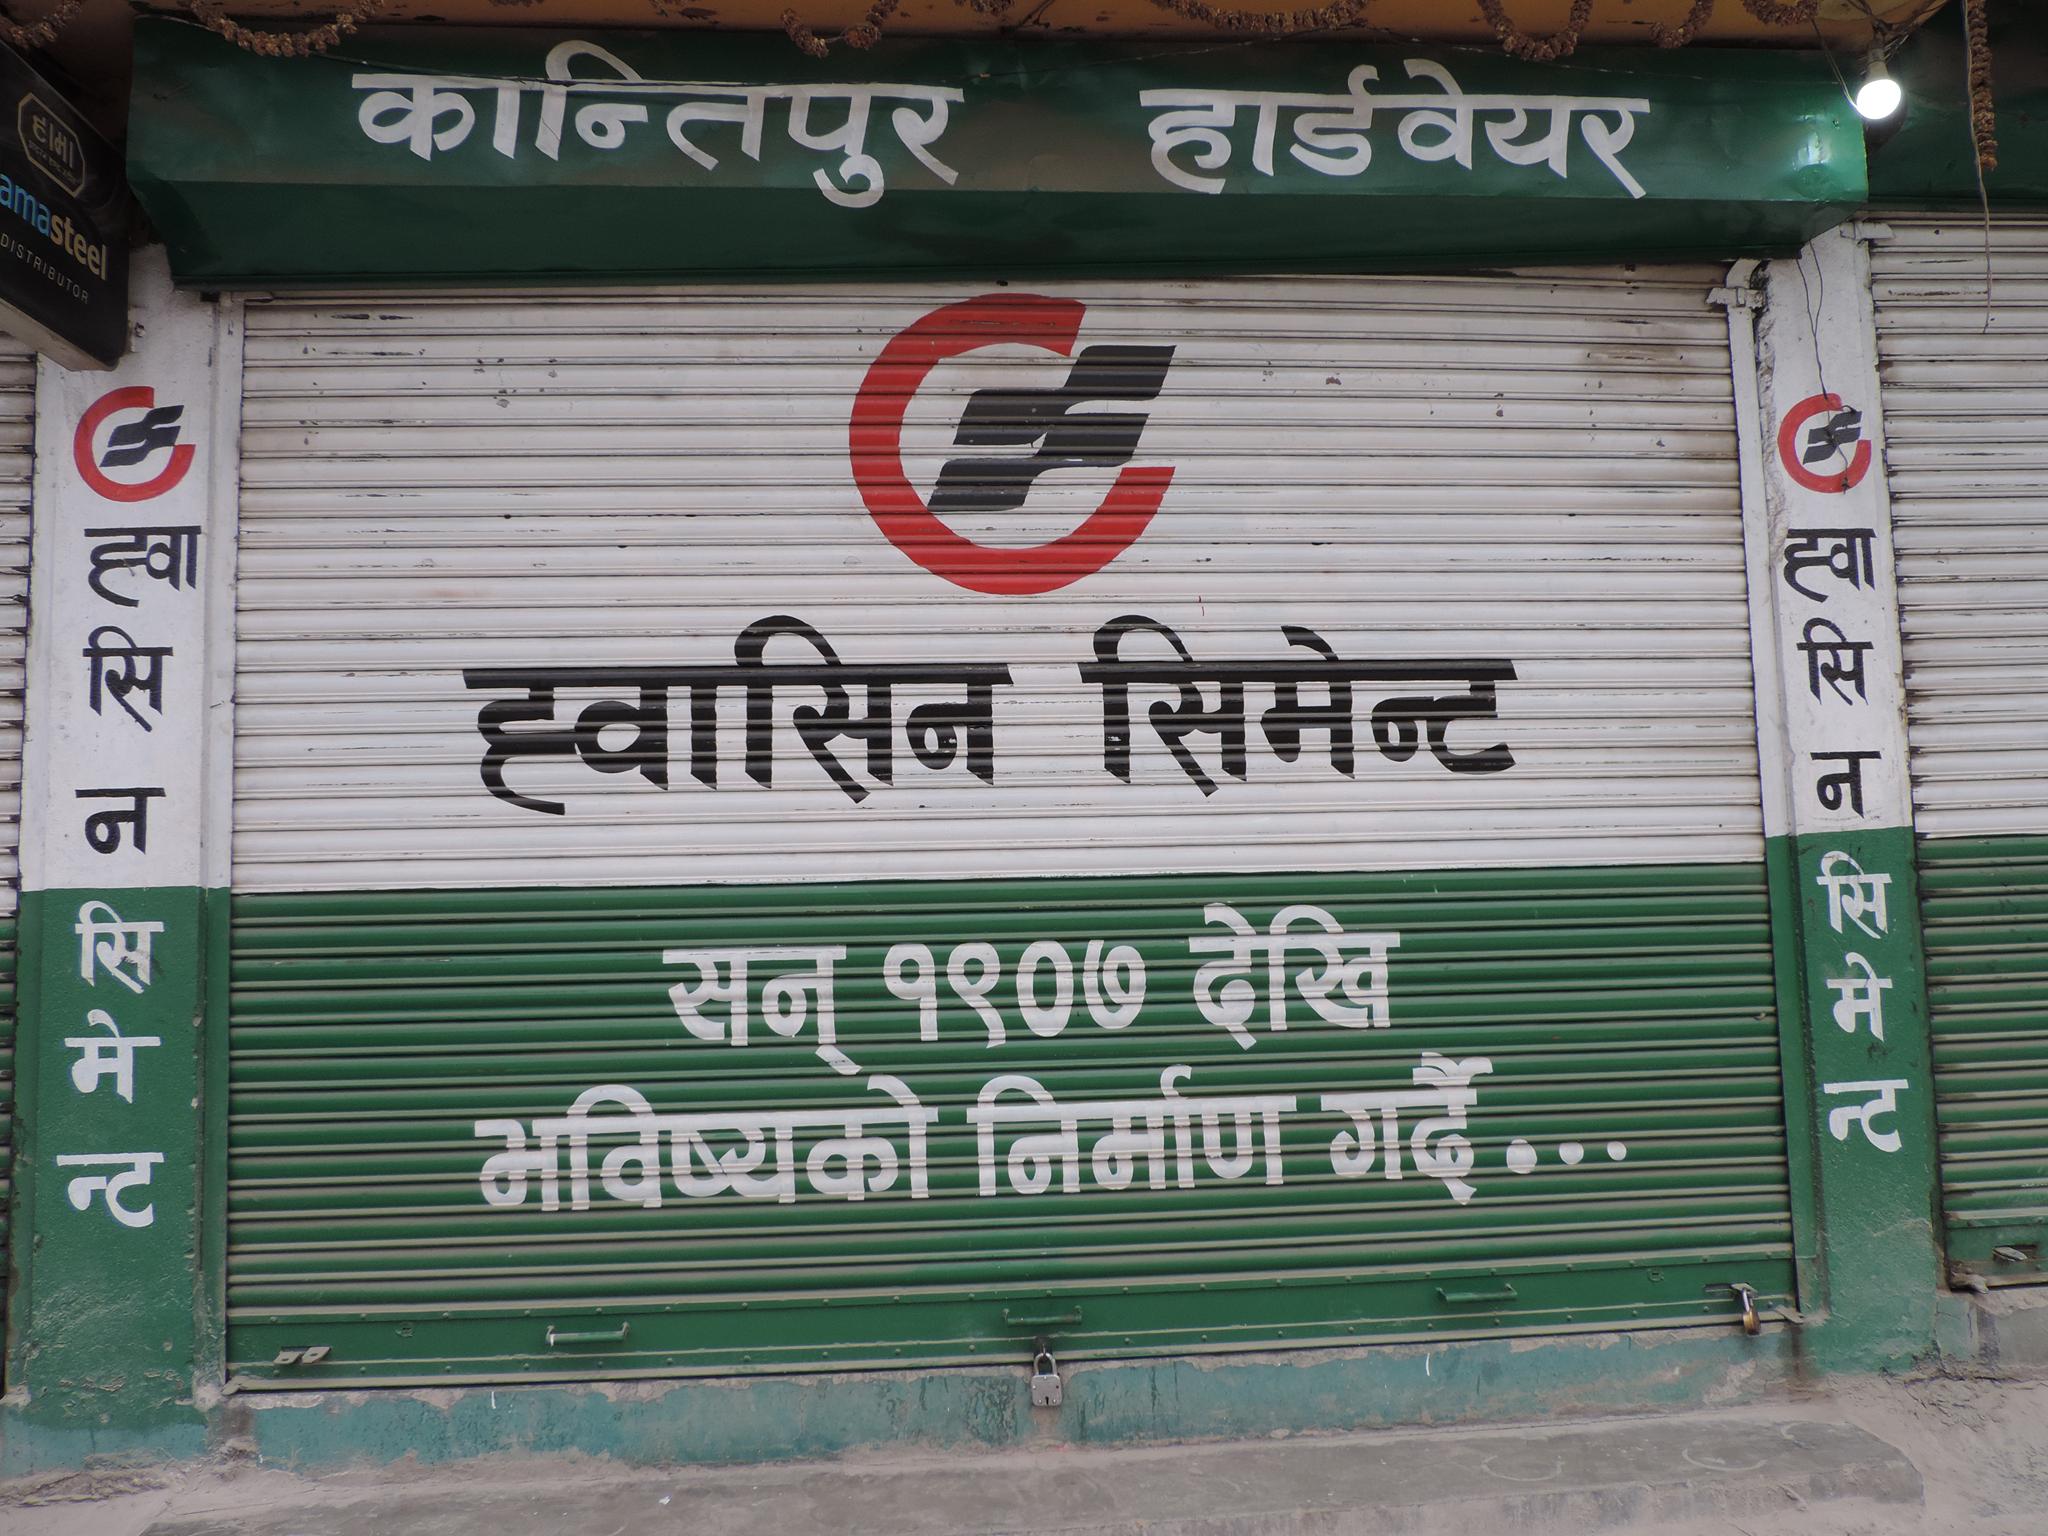 कान्तिपुर हार्डवेयर
हामा
amasteel
DISTRIBUTOR
ह्वासिन सिमेन्ट
सन् १९०७ देखि
भविष्यको निर्माण गर्दै...
ह्वा
सि
न
सि
मे
न्ट
ह्वा
सि
न
सि
मे
न्ट